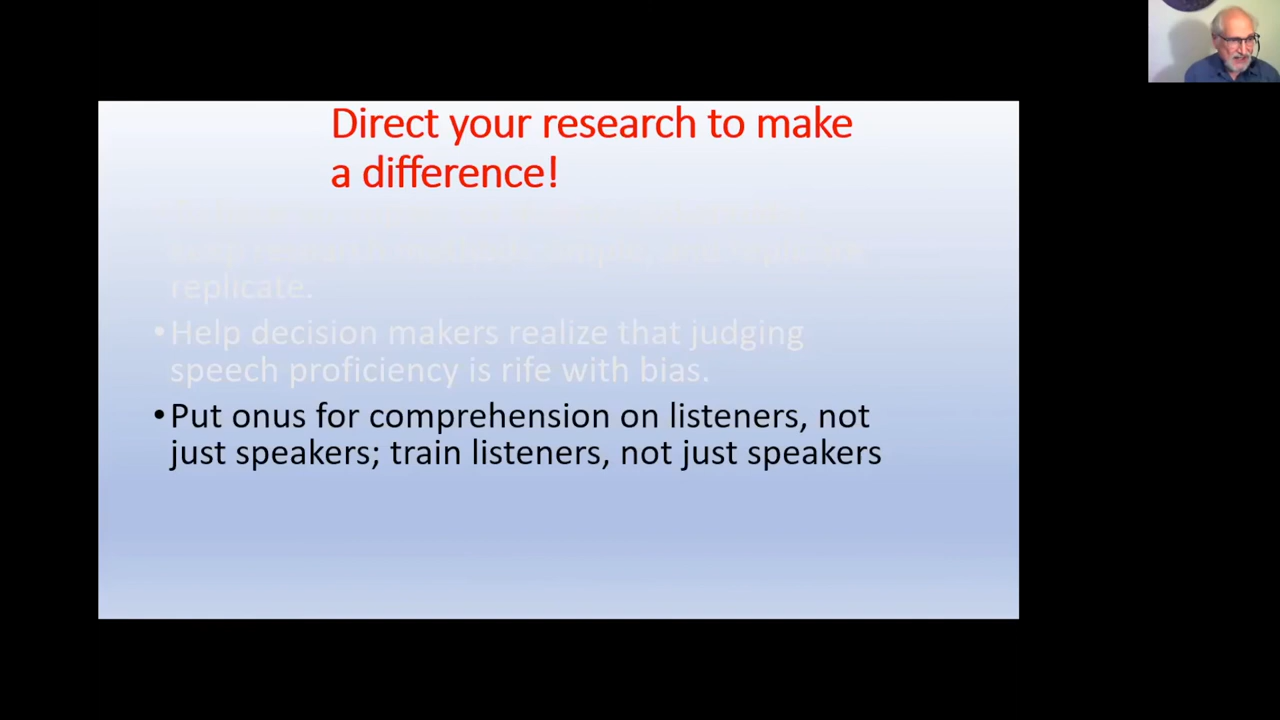 Direct your research to make
a difference!
replicate.
•Help decision makers realize that judging
speech proficiency is rife with bias.
•Put onus for comprehension on listeners, not
just speakers; train listeners, not just speakers